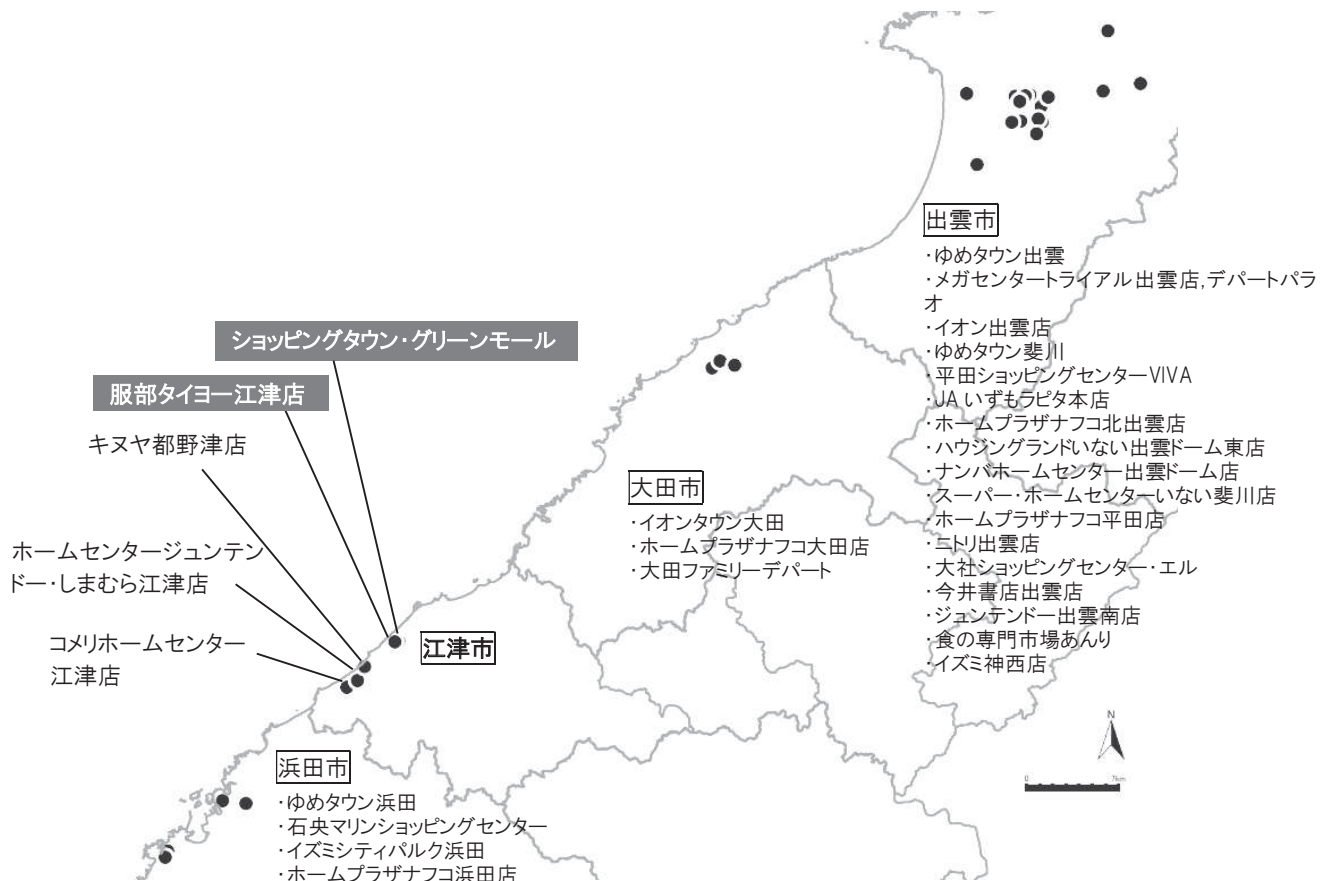 ショッピングタウン・グリーンモール
服部タイヨー江津店
キヌヤ都野津店
ホームセンタージュンテン
ドー・しまむら江津店
コメリホームセンター
江津店
江津市
浜田市
・ゆめタウン浜田
・石央マリンショッピングセンター
・イズミシティパルク浜田
・ホームプラザナフコ浜田店
大田市
・イオンタウン大田
・ホームプラザナフコ大田店
・大田ファミリーデパート
出雲市
・ゆめタウン出雲
・メガセンタートライアル出雲店,デパートパラ
オ
・イオン出雲店
・ゆめタウン斐川
・平田ショッピングセンターVIVA
・JAいずもラピタ本店
・ホームプラザナフコ北出雲店
・ハウジングランドいない出雲ドーム東店
・ナンバホームセンター出雲ドーム店
・スーパー・ホームセンターいない斐川店
・ホームプラザナフコ平田店
・ニトリ出雲店
・大社ショッピングセンター・エル
・今井書店出雲店
・ジュンテンドー出雲南店
・食の専門市場あんり
・イズミ神西店
N
0 7km